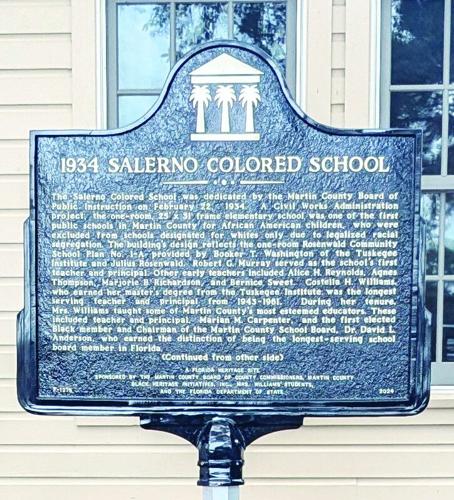 1934 SALERNO COLORED SCHOOL
The Salerno Colored School was dedicated by the Martin County Board of
Public Instruction on February 22, 1934. A Civil Works Administration
project, the one-room, 25 x 31 frame elementary school was one of the first
public schools in Martin County for African American children, who were
excluded from schools designated for whites only due to legalized racial
segregation. The building's design reflects the one-room Rosenwald Community
School Plan No. 1-A provided by Booker T. Washington of the Tuskegee
Institute and Julius Rosenwald. Robert G. Murray served as the school's first
teacher and principal. Other early teachers included Alice H. Reynolds, Agnes
Thompson, Marjorie B. Richardson, and Bernice Sweet. Costella H. Williams,
who earned her master's degree from the Tuskegee Institute, was the longest
serving teacher and principal from 1943-1961. During her tenure,
Mrs. Williams taught some of Martin County's most esteemed educators. These
included teacher and principal, Marian M. Carpenter, and the first elected
Black member and Chairman of the Martin County School Board, Dr. David L.
Anderson, who earned the distinction of being the longest-serving school
board member in Florida.
(Continued from other side)
A FLORIDA HERITAGE SITE
SPONSORED BY THE MARTIN COUNTY BOARD OF COUNTY COMMISSIONERS, MARTIN COUNTY
BLACK HERITAGE INITIATIVES, INC., MRS. WILLIAMS' STUDENTS,
AND THE FLORIDA DEPARTMENT OF STATE
2024